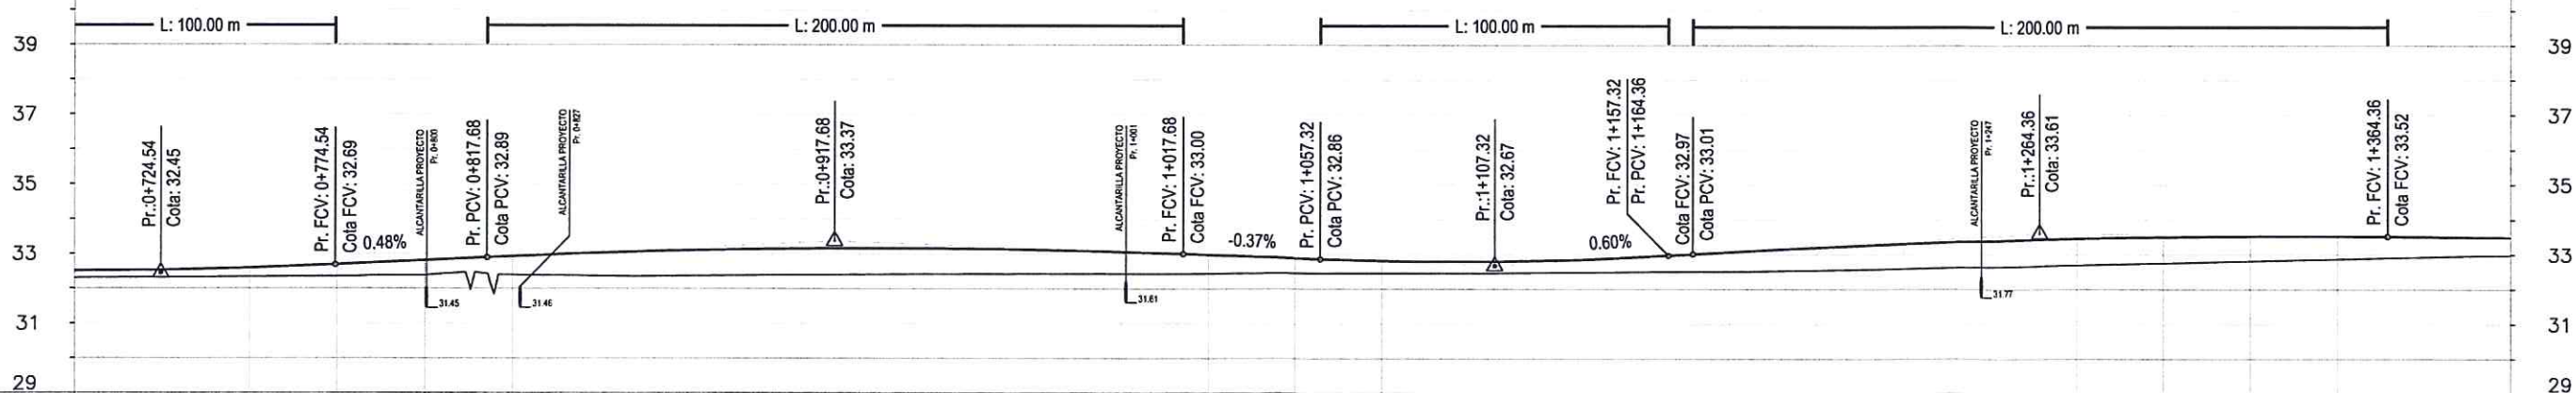 L: 100.00 m
L: 200.00 m
L: 100.00 m
L: 200.00 m
39
37
35
33
31
29
Pr.:0+724.54
Cota: 32.45
Pr. FCV: 0+774.54
Cota FCV: 32.69
0.48%
ALCANTARILLA PROYECTO
Pr. 0+800
31.45
Pr. PCV: 0+817.68
Cota PCV: 32.89
ALCANTARILLA PROYECTO
Pr. 0+827
31.46
Pr.:0+917.68
Cota: 33.37
ALCANTARILLA PROYECTO
Pr. 1+001
31.61
Pr. FCV: 1+017.68
Cota FCV: 33.00
-0.37%
Pr. PCV: 1+057.32
Cota PCV: 32.86
Pr.:1+107.32
Cota: 32.67
0.60%
Pr. FCV: 1+157.32
Pr. PCV: 1+164.36
Cota FCV: 32.97
Cota PCV: 33.01
ALCANTARILLA PROYECTO
Pr. 1+247
31.77
Pr.:1+264.36
Cota: 33.61
Pr. FCV: 1+364.36
Cota FCV: 33.52
39
37
35
33
31
29